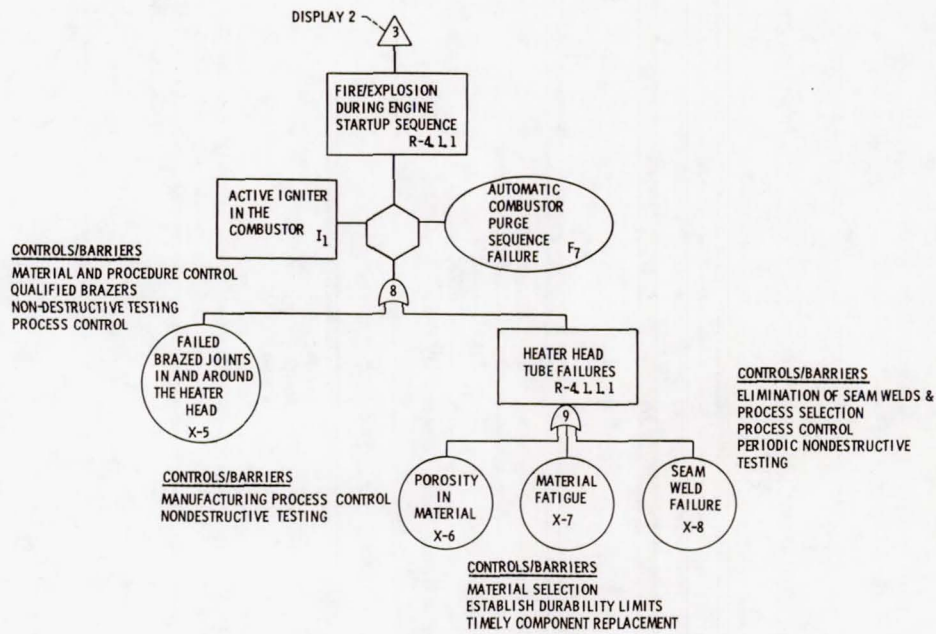 DISPLAY 2
3
FIRE/EXPLOSION
DURING ENGINE
STARTUP SEQUENCE
R-4.1.1
ACTIVE IGNITER
IN THE
COMBUSTOR
I1
AUTOMATIC
COMBUSTOR
PURGE
SEQUENCE
FAILURE
F7
CONTROLS/BARRIERS
MATERIAL AND PROCEDURE CONTROL
QUALIFIED BRAZERS
NON-DESTRUCTIVE TESTING
PROCESS CONTROL
8
FAILED
BRAZED JOINTS
IN AND AROUND
THE HEATER
HEAD
X-5
HEATER HEAD
TUBE FAILURES
R-4.1.1.1
CONTROLS/BARRIERS
ELIMINATION OF SEAM WELDS &
PROCESS SELECTION
PROCESS CONTROL
PERIODIC NONDESTRUCTIVE
TESTING
9
CONTROLS/BARRIERS
MANUFACTURING PROCESS CONTROL
NONDESTRUCTIVE TESTING
POROSITY
IN
MATERIAL
X-6
MATERIAL
FATIGUE
X-7
SEAM
WELD
FAILURE
X-8
CONTROLS/BARRIERS
MATERIAL SELECTION
ESTABLISH DURABILITY LIMITS
TIMELY COMPONENT REPLACEMENT